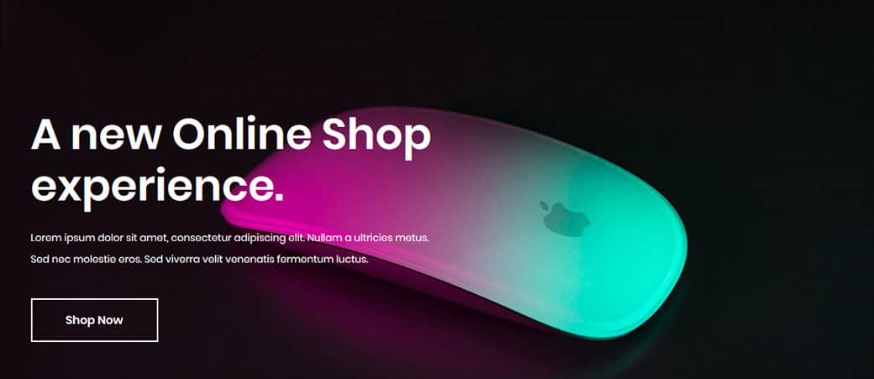 A new Online Shop
experience.
Lorem ipsum dolor sit amet, consectetur adipiscing elit. Nullam a ultricies metus.
Sed nec molestie eros. Sed viverra velit venenatis fermentum luctus.
Shop Now